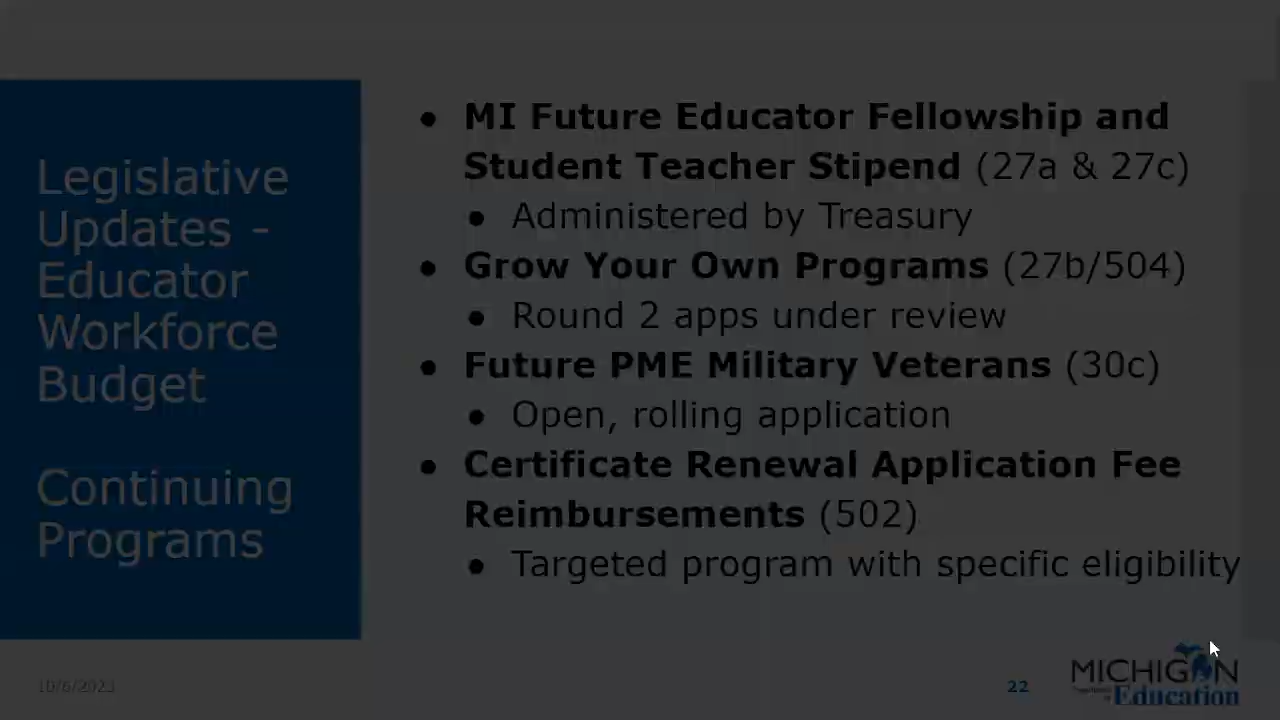 Legislative
Updates -
Educator
Workforce
Budget
Continuing
Programs
● MI Future Educator Fellowship and
Student Teacher Stipend (27a & 27c)
● Administered by Treasury
● Grow Your Own Programs (27b/504)
● Round 2 apps under review
● Future PME Military Veterans (30c)
● Open, rolling application
● Certificate Renewal Application Fee
Reimbursements (502)
● Targeted program with specific eligibility
10/6/2023
22
MICHIGAN
Education